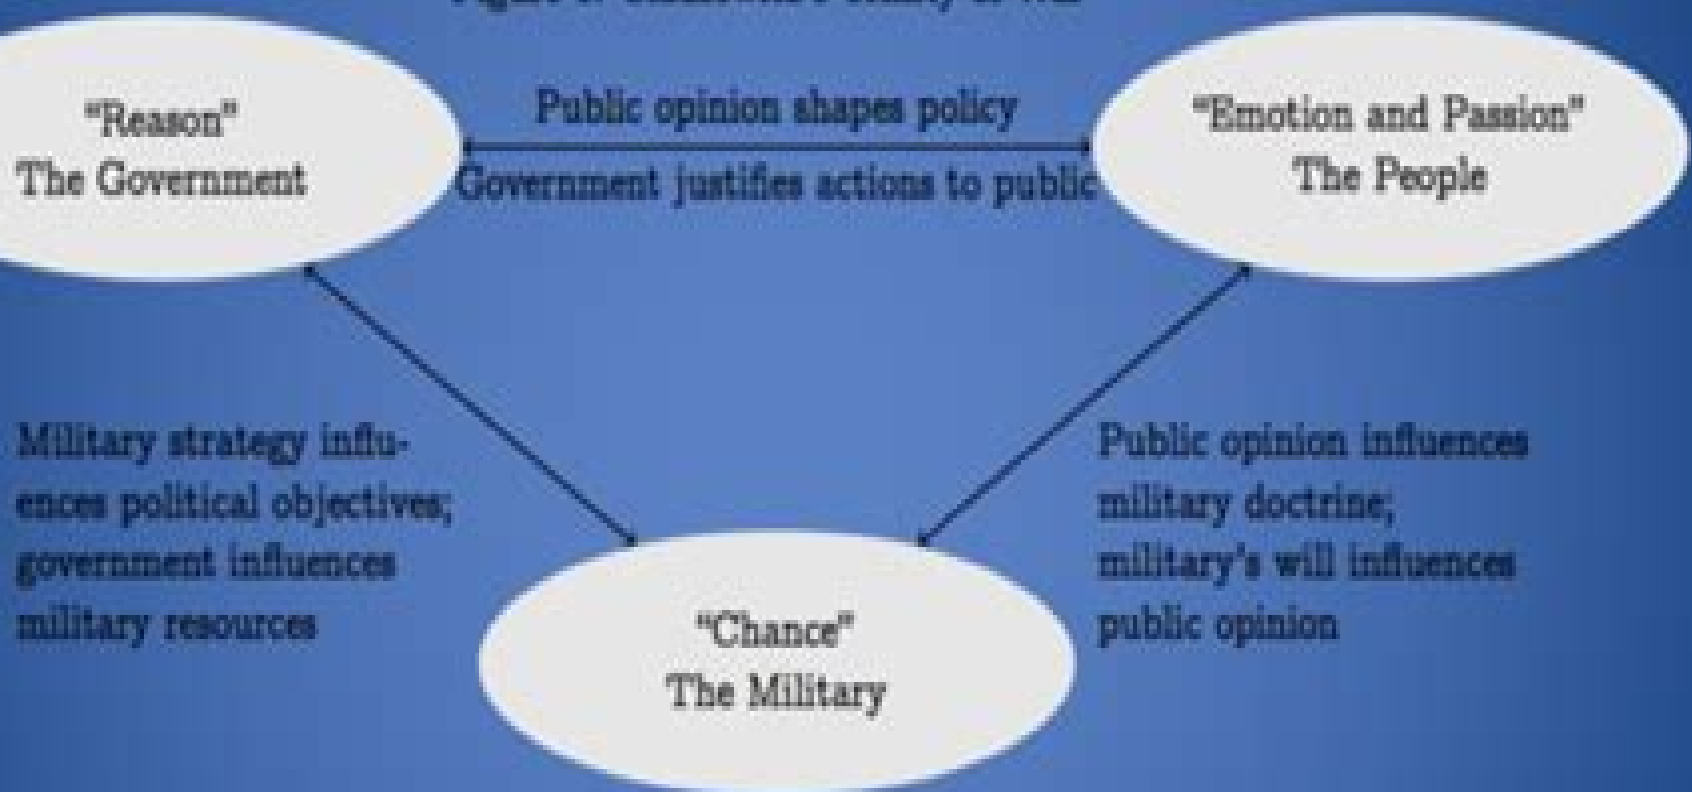 “Reason”
The Government
Public opinion shapes policy
Government justifies actions to public
“Emotion and Passion”
The People
Military strategy influ-
ences political objectives;
government influences
military resources
Public opinion influences
military doctrine;
military's will influences
public opinion
“Chance”
The Military